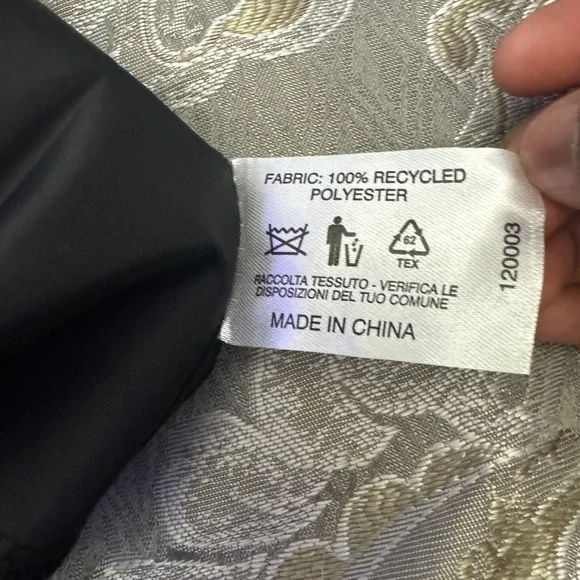 FABRIC: 100% RECYCLED
POLYESTER
62
TEX
RACCOLTA TESSUTO - VERIFICA LE
DISPOSIZIONI DEL TUO COMUNE
MADE IN CHINA
120003